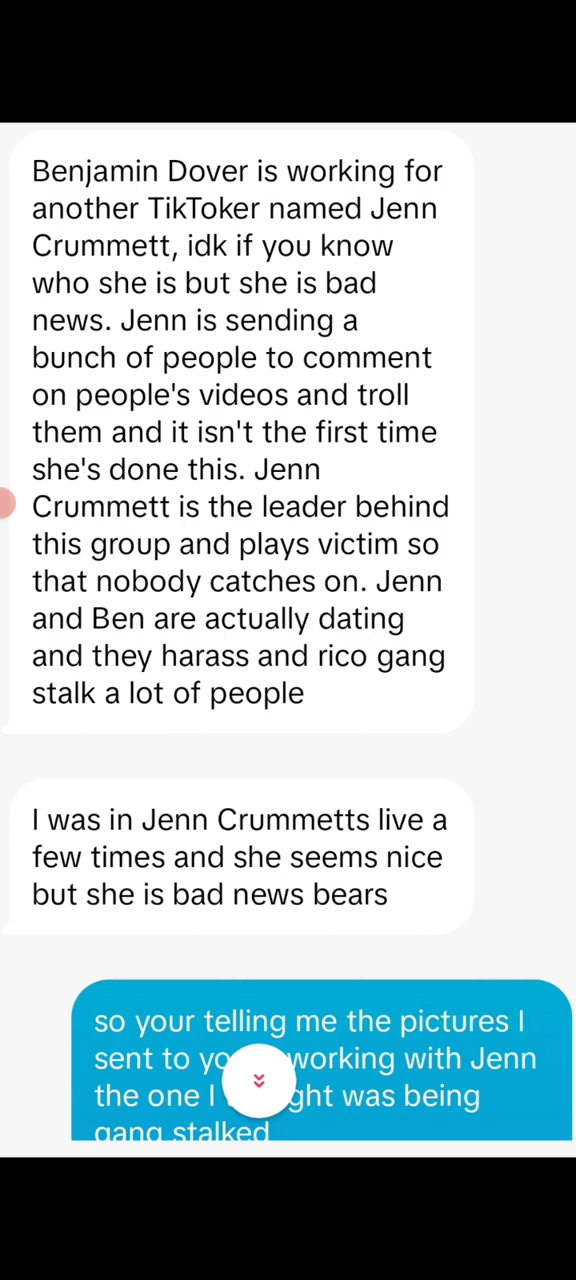 Benjamin Dover is working for
another TikToker named Jenn
Crummett, idk if you know
who she is but she is bad
news. Jenn is sending a
bunch of people to comment
on people's videos and troll
them and it isn't the first time
she's done this. Jenn
Crummett is the leader behind
this group and plays victim so
that nobody catches on. Jenn
and Ben are actually dating
and they harass and rico gang
stalk a lot of people
I was in Jenn Crummetts live a
few times and she seems nice
but she is bad news bears
so your telling me the pictures I
sent to working with Jenn
the one I was being
gang stalked